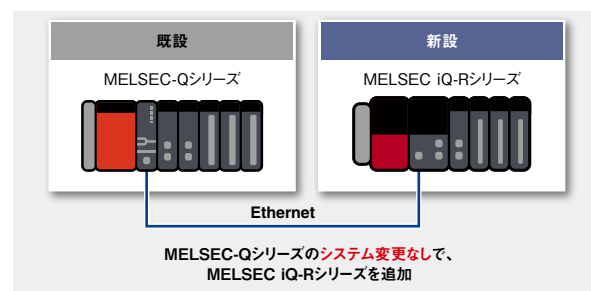 既設
新設
MELSEC-Qシリーズ
MELSEC iQ-Rシリーズ
Ethernet
MELSEC-Qシリーズのシステム変更なしで、
MELSEC iQ-Rシリーズを追加